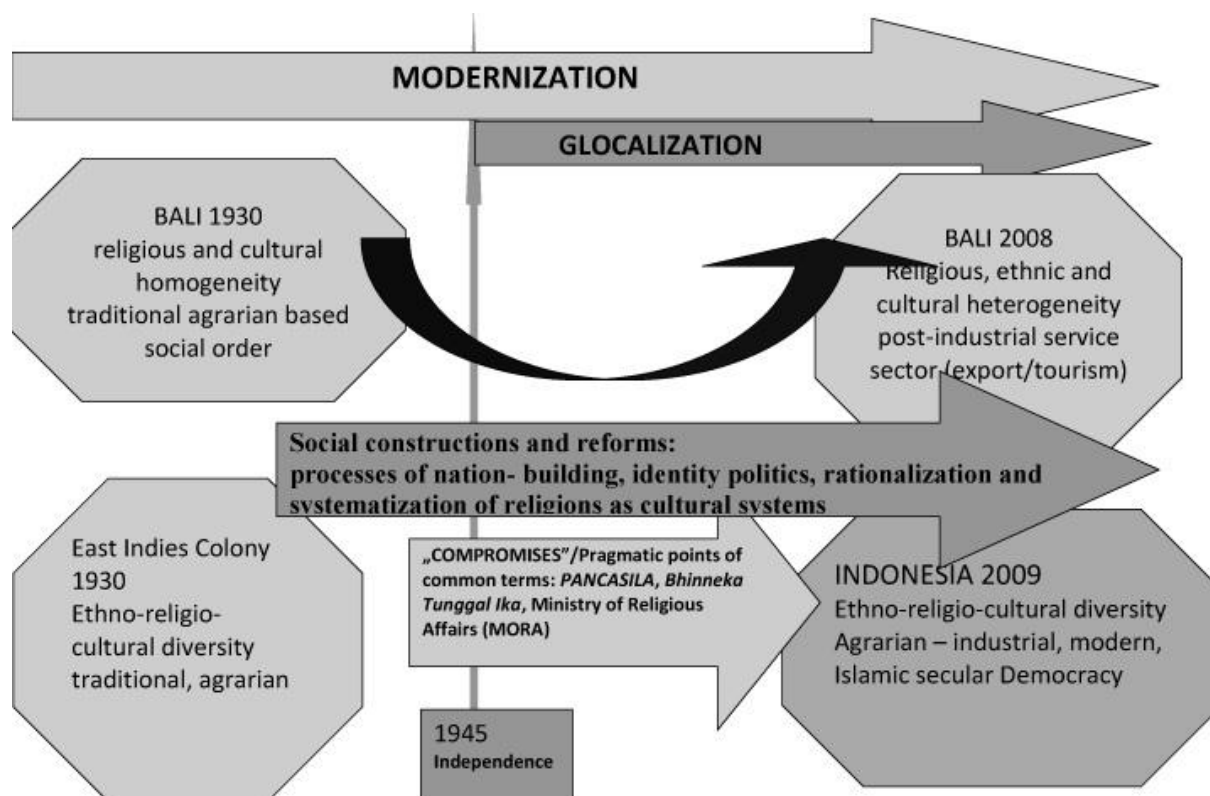 MODERNIZATION
GLOCALIZATION
BALI 1930
religious and cultural
homogeneity
traditional agrarian based
social order
BALI 2008
Religious, ethnic and
cultural heterogeneity
post-industrial service
sector (export/tourism)
Social constructions and reforms:
processes of nation- building, identity politics, rationalization and
systematization of religions as cultural systems
East Indies Colony
1930
Ethno-religio-
cultural diversity
traditional, agrarian
„COMPROMISES"/Pragmatic points of
common terms: PANCASILA, Bhinneka
Tunggal Ika, Ministry of Religious
Affairs (MORA)
INDONESIA 2009
Ethno-religio-cultural diversity
Agrarian – industrial, modern,
Islamic secular Democracy
1945
Independence